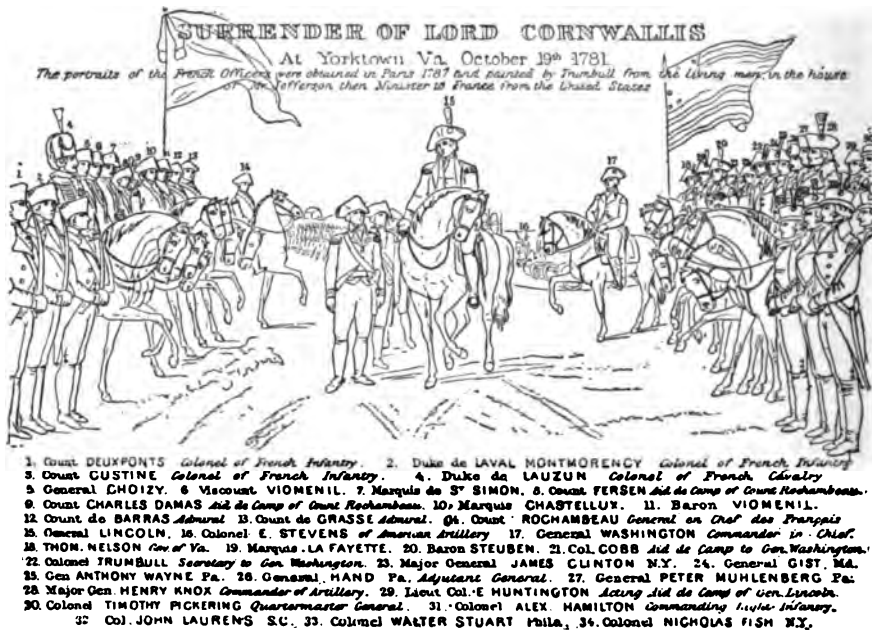 SURRENDER OF LORD CORNWALLIS
At Yorktown Va. October 19th 1781
The portraits of the French Officers were obtained in Paris 1787 and painted by Trumbull from the living men, in the house
of Mr Jefferson then Minister to France from the United States
1. Count DEUXPONTS Colonel of French Infantry. 2. Duke de LAVAL MONTMORENCY Colonel of French Infantry
3. Count CUSTINE Colonel of French Infantry. 4. Duke de LAUZUN Colonel of French Cavalry
5. General CHOIZY. 6 Viscount VIOMENIL. 7. Marquis de ST SIMON. 8. Count FERSEN Aid de Camp of Count Rochambeau.
9. Count CHARLES DAMAS Aid de Camp of Count Rochambeau. 10. Marquis CHASTELLUX. 11. Baron VIOMENIL.
12 Count de BARRAS Admiral 13. Count de GRASSE Admiral. 14. Count ROCHAMBEAU General en Chef des Français
15. General LINCOLN. 16. Colonel E. STEVENS of American Artillery 17. General WASHINGTON Commander in Chief.
18. THOM. NELSON Gov. of Va. 19. Marquis LA FAYETTE. 20. Baron STEUBEN. 21. Col. COBB Aid de Camp to Gen. Washington.
22. Colonel TRUMBULL Secretary to Gen Washington. 23. Major General JAMES CLINTON N.Y. 24. General GIST, Md.
25. Gen ANTHONY WAYNE Pa. 26. General HAND Pa. Adjutant General. 27. General PETER MUHLENBERG Pa.
28 Major Gen. HENRY KNOX Commander of Artillery. 29. Lieut Col. E HUNTINGTON Acting Aid de Camp of Gen. Lincoln.
30. Colonel TIMOTHY PICKERING Quartermaster General. 31. Colonel ALEX. HAMILTON Commanding Light Infantry.
32 Col. JOHN LAURENS S.C. 33. Colonel WALTER STUART Phila. 34. Colonel NICHOLAS FISH N.Y.